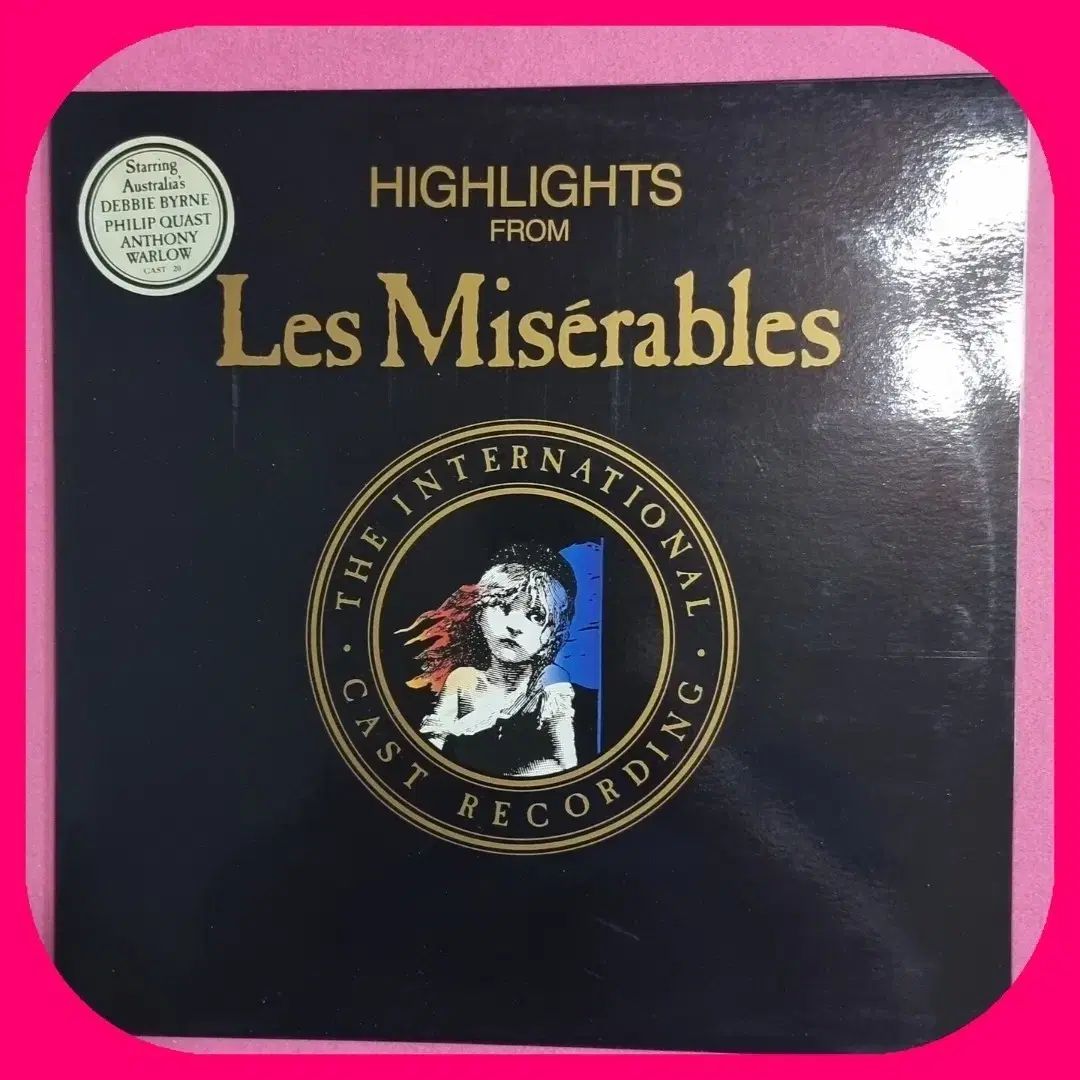 Starring
Australia's
DEBBIE BYRNE
PHILIP QUAST
ANTHONY
WARLOW
CAST 20
HIGHLIGHTS
FROM
Les Misérables
THE INTERNATIONAL
CAST RECORDING